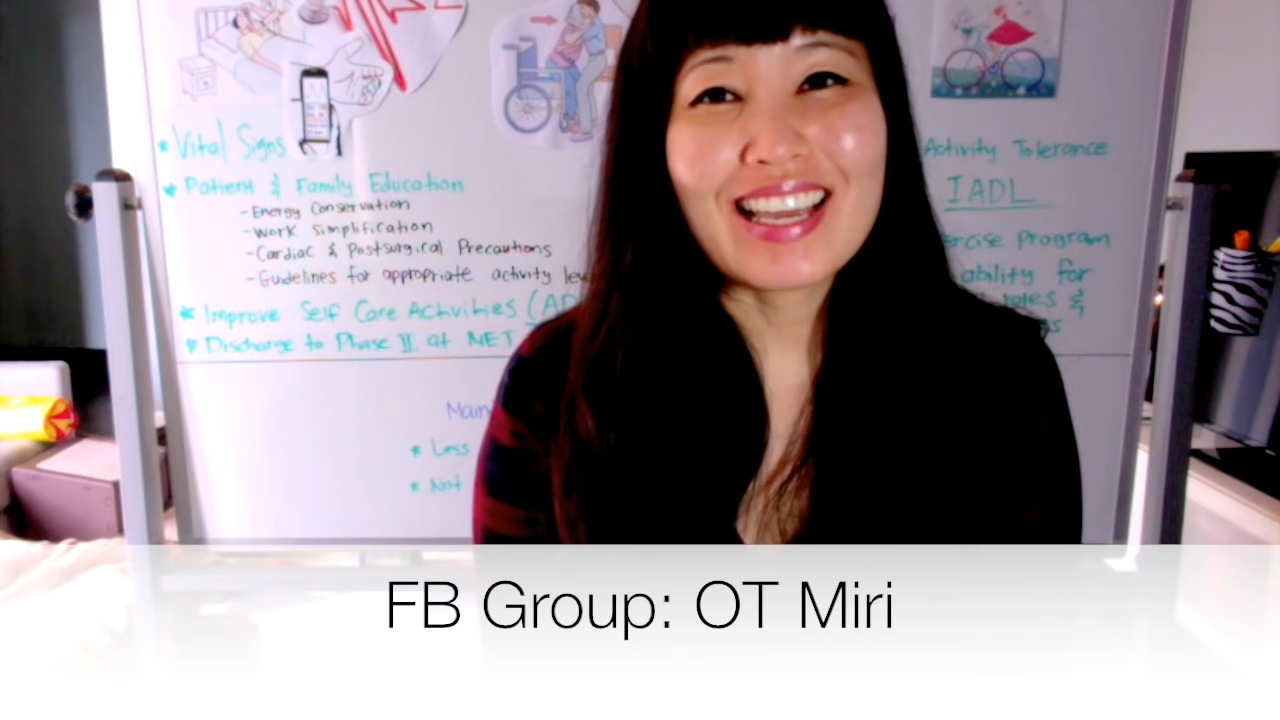 * Vital Signs
* Patient & Family Education
- Energy Conservation
- Work Simplification
- Cardiac & Postsurgical Precautions
- Guidelines for appropriate activity
* Improve Self Care Activities
* Discharge to Phase II at MET
* Less
* Not
Activity Tolerance
IADL
Program
ability for
roles &
FB Group: OT Miri